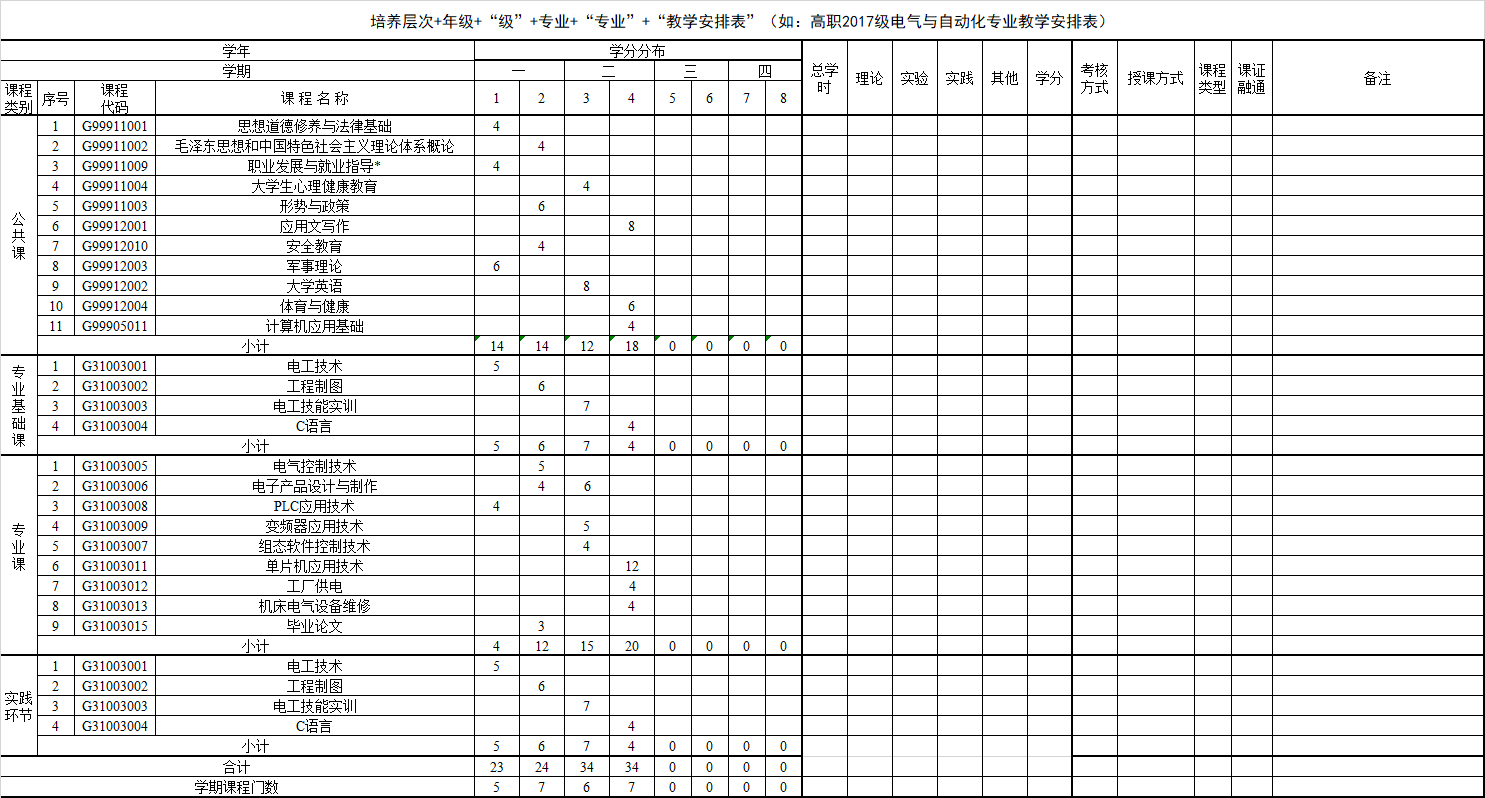 培养层次+年级+“级”+专业+“专业”+“教学安排表”（如：高职2017级电气与自动化专业教学安排表）
学年 学分分布 总学时 理论 实验 实践 其他 学分 考核方式 授课方式 课程类型 课证融通 备注
学期 一 二 三 四
课程类别 序号 课程代码 课 程 名 称 1 2 3 4 5 6 7 8
公共课
1 G99911001 思想道德修养与法律基础 4
2 G99911002 毛泽东思想和中国特色社会主义理论体系概论 4
3 G99911009 职业发展与就业指导* 4
4 G99911004 大学生心理健康教育 4
5 G99911003 形势与政策 6
6 G99912001 应用文写作 8
7 G99912010 安全教育 4
8 G99912003 军事理论 6
9 G99912002 大学英语 8
10 G99912004 体育与健康 6
11 G99905011 计算机应用基础 4
小计 14 14 12 18 0 0 0 0
专业基础课
1 G31003001 电工技术 5
2 G31003002 工程制图 6
3 G31003003 电工技能实训 7
4 G31003004 C语言 4
小计 5 6 7 4 0 0 0 0
专业课
1 G31003005 电气控制技术 5
2 G31003006 电子产品设计与制作 4 6
3 G31003008 PLC应用技术 4
4 G31003009 变频器应用技术 5
5 G31003007 组态软件控制技术 4
6 G31003011 单片机应用技术 12
7 G31003012 工厂供电 4
8 G31003013 机床电气设备维修 4
9 G31003015 毕业论文 3
小计 4 12 15 20 0 0 0 0
实践环节
1 G31003001 电工技术 5
2 G31003002 工程制图 6
3 G31003003 电工技能实训 7
4 G31003004 C语言 4
小计 5 6 7 4 0 0 0 0
合计 23 24 34 34 0 0 0 0
学期课程门数 5 7 6 7 0 0 0 0